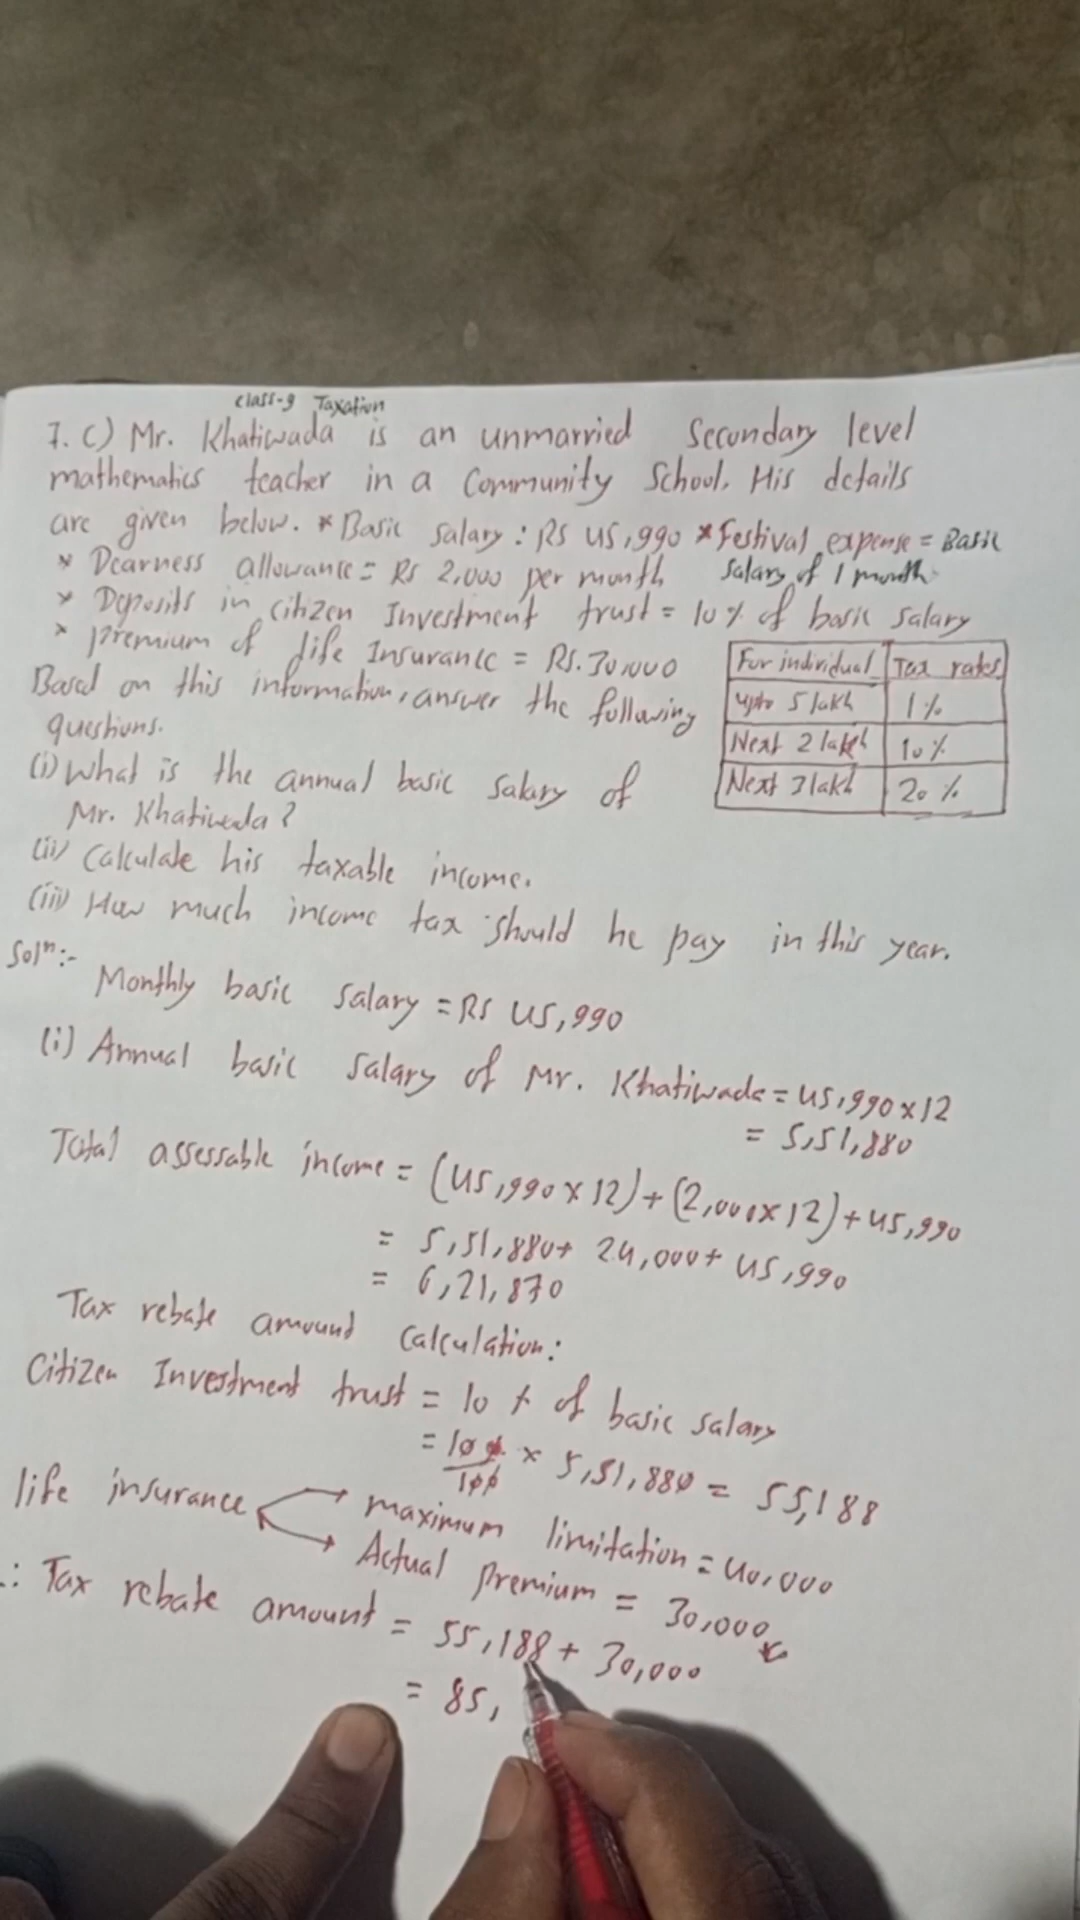 Class-9 Taxation
7. C) Mr. Khatiwada is an unmarried Secondary level
mathematics teacher in a Community School. His details
are given below. * Basic Salary : Rs 45,990 * Festival expense = Basic
Salary of 1 month
* Dearness allowance = Rs 2,000 per month
* Deposits in Citizen Investment trust = 10% of basic Salary
* Premium of life Insurance = Rs. 30,000
Based on this information, answer the following
questions.
For individual Tax rates
upto 5 lakh 1%
Next 2 lakh 10%
Next 3 lakh 20%
(i) What is the annual basic Salary of
Mr. Khatiwada?
(ii) Calculate his taxable income.
(iii) How much income tax should he pay in this year.
Solⁿ:-
Monthly basic Salary = Rs 45,990
(i) Annual basic Salary of Mr. Khatiwada = 45,990 x 12
= 5,51,880
Total assessable income = (45,990 x 12) + (2,000 x 12) + 45,990
= 5,51,880 + 24,000 + 45,990
= 6,21,870
Tax rebate amount Calculation:
Citizen Investment trust = 10 % of basic salary
= 10/100 x 5,51,880 = 55,188
life insurance → maximum limitation = 40,000
→ Actual premium = 30,000
∴ Tax rebate amount = 55,188 + 30,000
= 85,